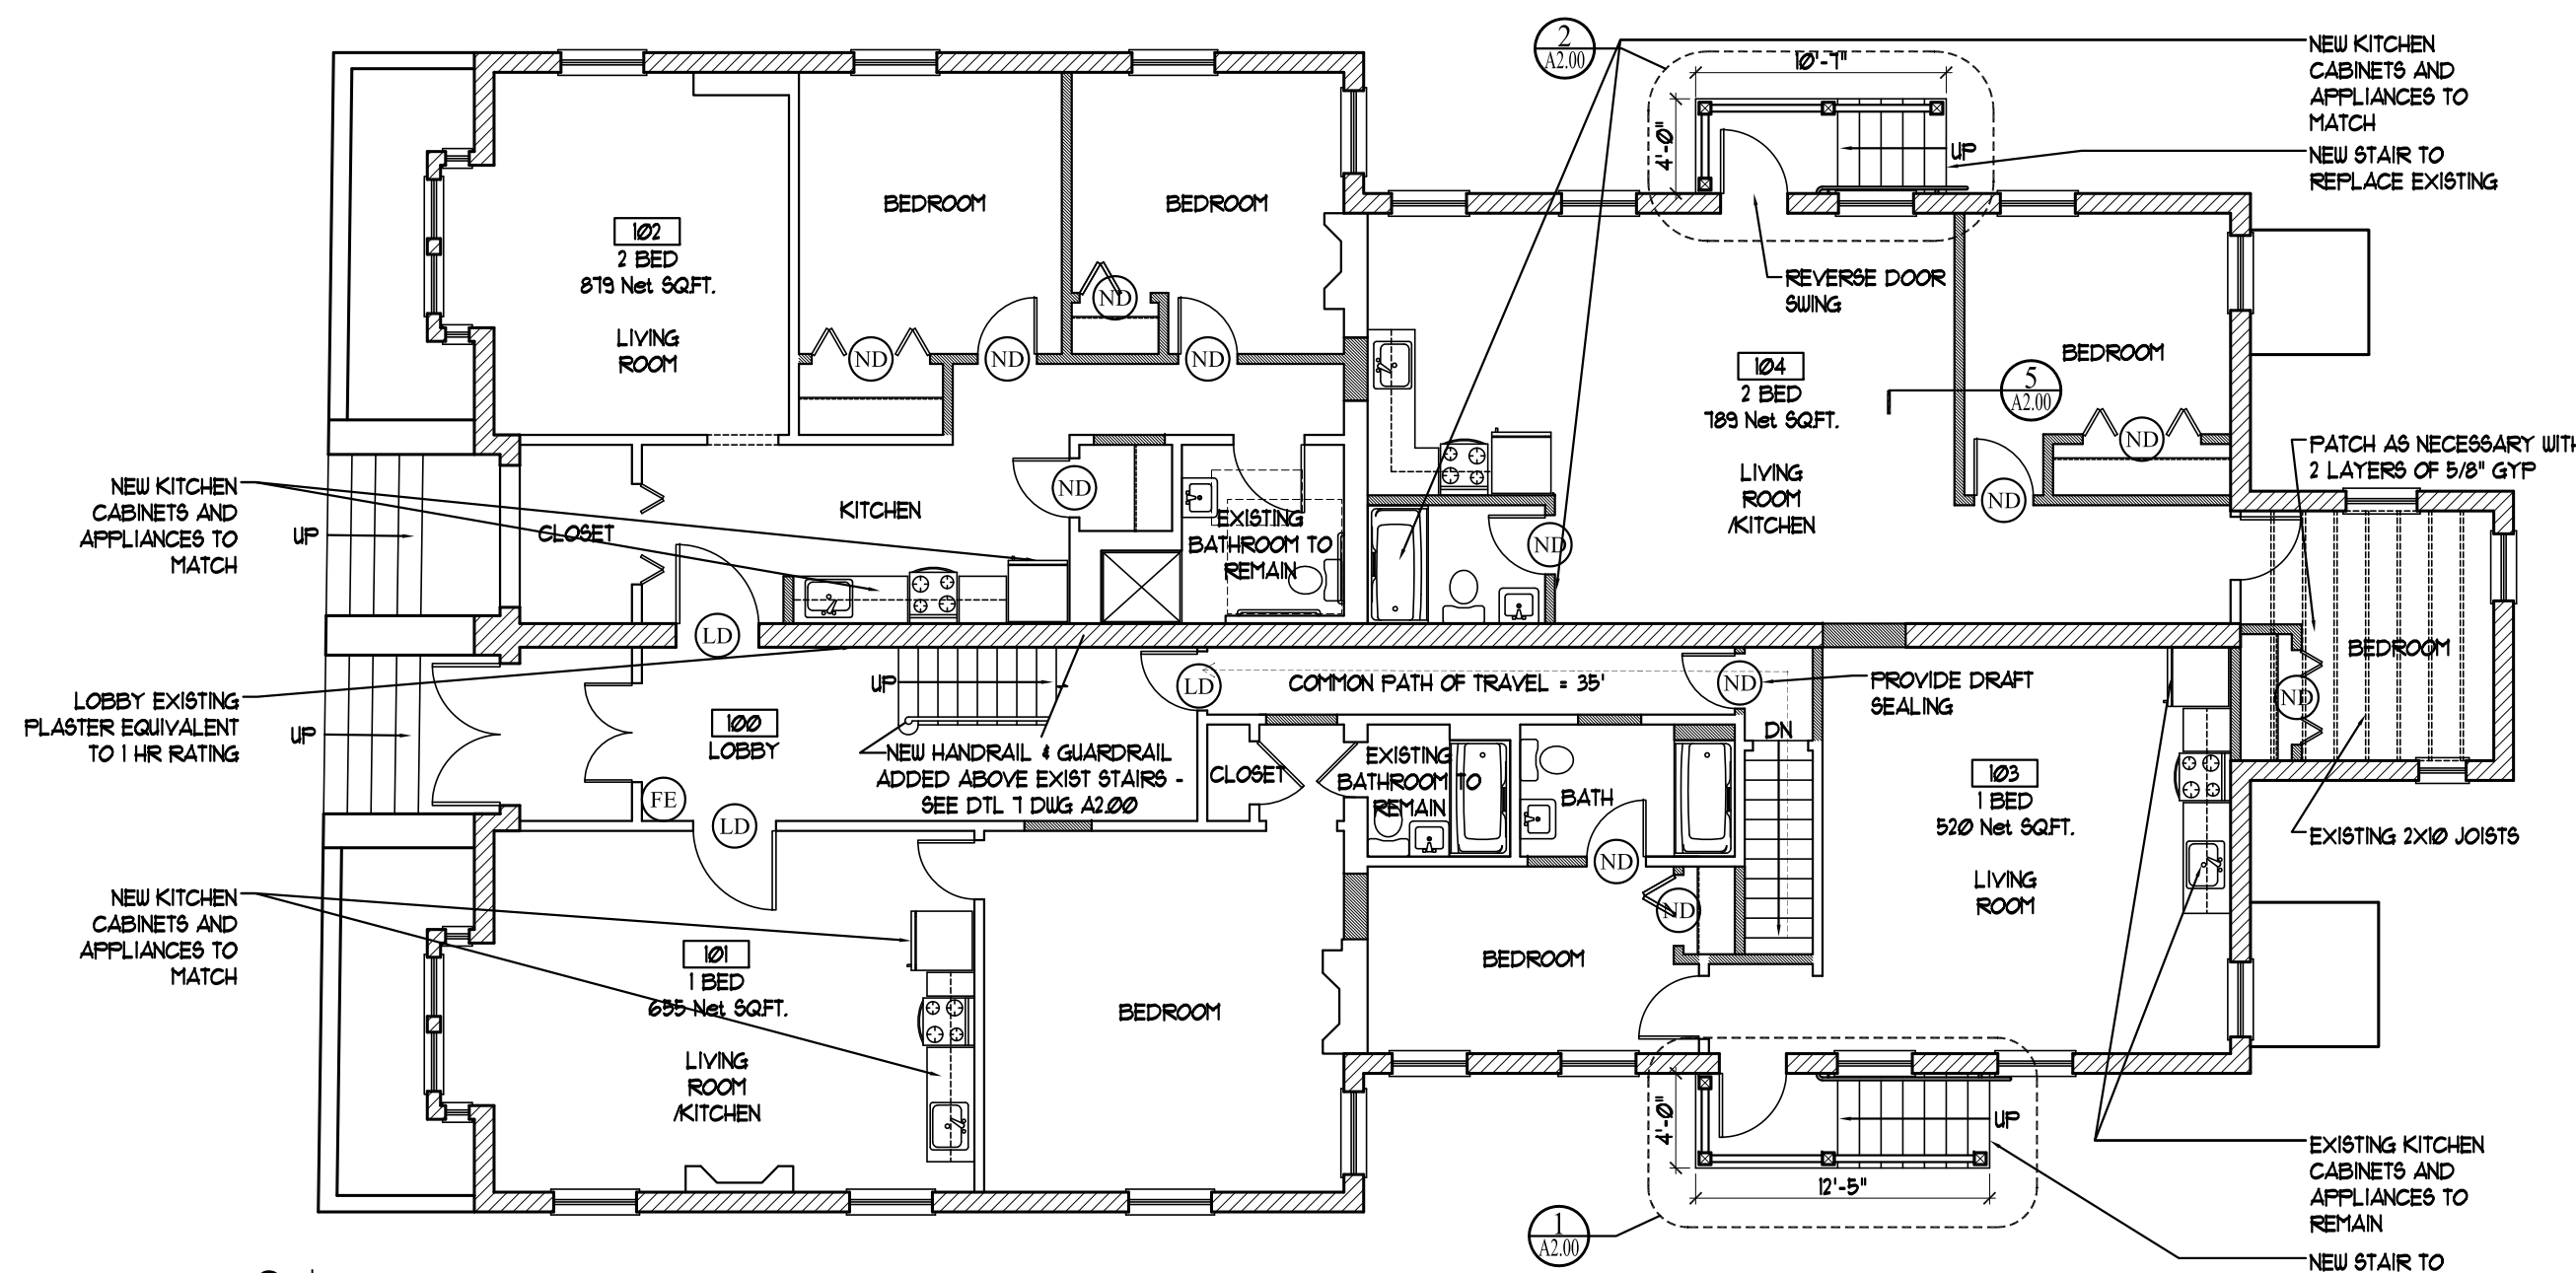 2
A2.00
10'-7"
4'-0"
UP
NEW KITCHEN
CABINETS AND
APPLIANCES TO
MATCH
NEW STAIR TO
REPLACE EXISTING
102
2 BED
879 Net SQ.FT.
LIVING
ROOM
BEDROOM
BEDROOM
ND
ND
ND
ND
REVERSE DOOR
SWING
104
2 BED
789 Net SQ.FT.
LIVING
ROOM
/KITCHEN
BEDROOM
5
A2.00
ND
ND
PATCH AS NECESSARY WITH
2 LAYERS OF 5/8" GYP
NEW KITCHEN
CABINETS AND
APPLIANCES TO
MATCH
UP
CLOSET
KITCHEN
ND
EXISTING
BATHROOM TO
REMAIN
ND
LD
BEDROOM
ND
LOBBY EXISTING
PLASTER EQUIVALENT
TO 1 HR RATING
UP
100
LOBBY
UP
LD
COMMON PATH OF TRAVEL = 35'
ND
PROVIDE DRAFT
SEALING
NEW HANDRAIL & GUARDRAIL
ADDED ABOVE EXIST STAIRS -
SEE DTL 7 DWG A2.00
FE
LD
CLOSET
EXISTING
BATHROOM TO
REMAIN
BATH
DN
ND
ND
103
1 BED
520 Net SQ.FT.
LIVING
ROOM
EXISTING 2X10 JOISTS
NEW KITCHEN
CABINETS AND
APPLIANCES TO
MATCH
101
1 BED
655 Net SQ.FT.
LIVING
ROOM
/KITCHEN
BEDROOM
BEDROOM
4'-0"
UP
12'-5"
1
A2.00
EXISTING KITCHEN
CABINETS AND
APPLIANCES TO
REMAIN
NEW STAIR TO